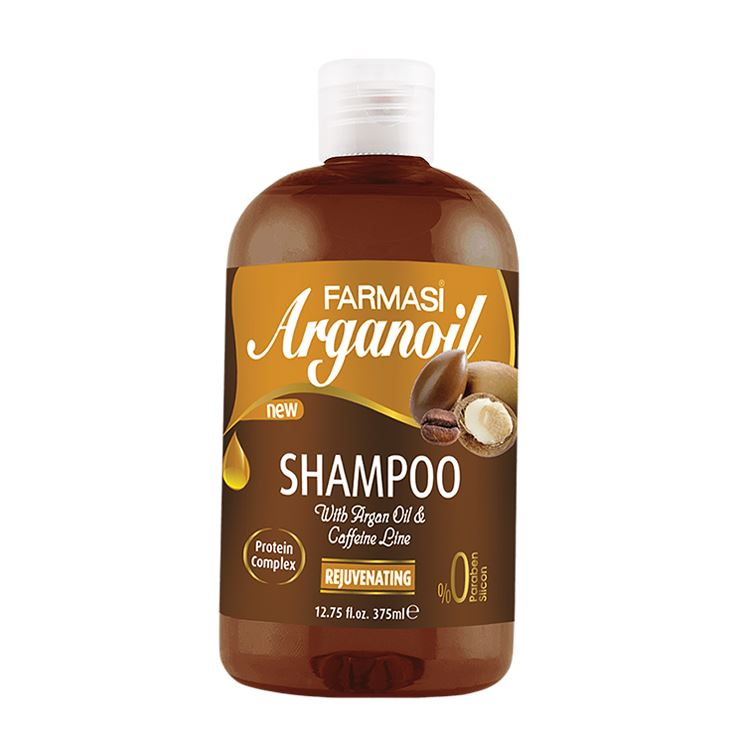 FARMASİ®
Arganoil
new
SHAMPOO
With Argan Oil &
Caffeine Line
Protein
Complex
REJUVENATING
%0
Paraben
Silicon
12.75 fl.oz. 375ml ℮